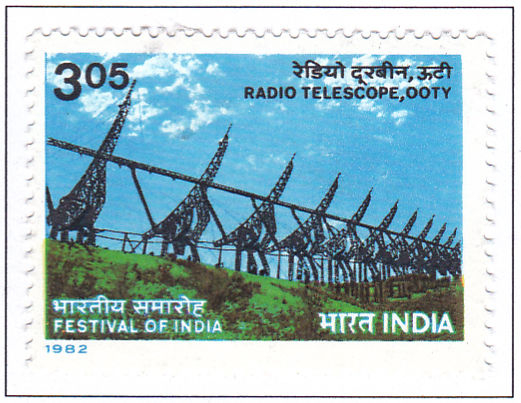 3.05
रेडियो दूरबीन, ऊटी
RADIO TELESCOPE, OOTY
भारतीय समारोह
FESTIVAL OF INDIA
भारत INDIA
1982